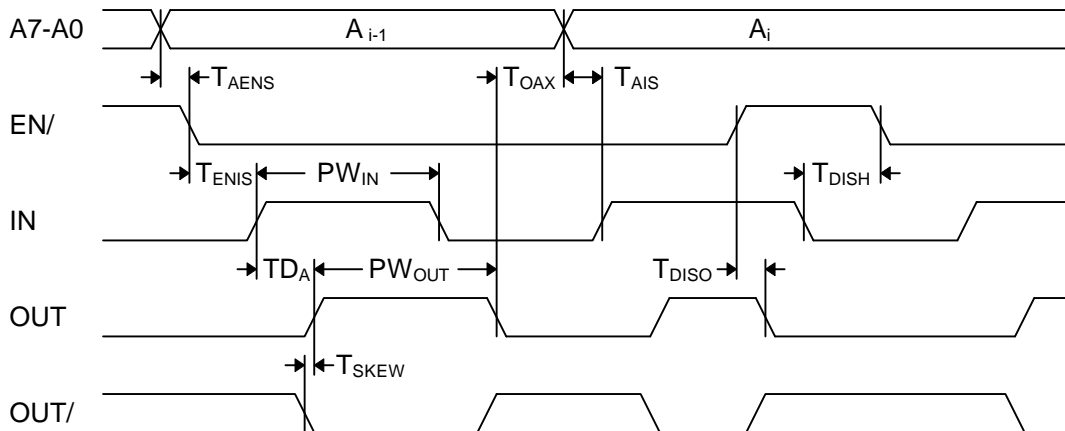 A7-A0 A i-1 Ai
TAENS TOAX TAIS
EN/
TENIS PWIN TDISH
IN
TDA PWOUT TDISO
OUT
TSKEW
OUT/